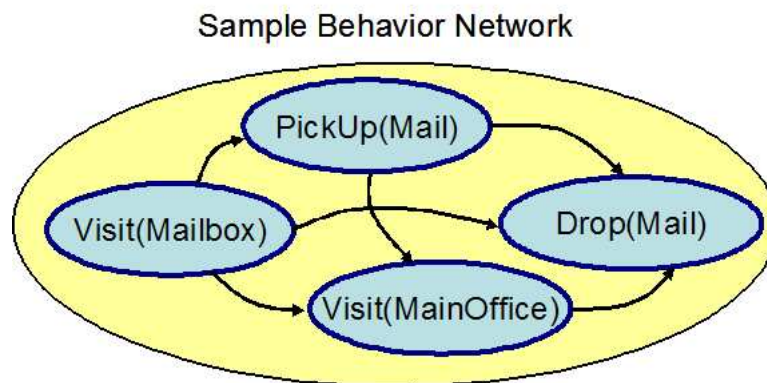 Sample Behavior Network
PickUp(Mail)
Visit(Mailbox)
Drop(Mail)
Visit(MainOffice)